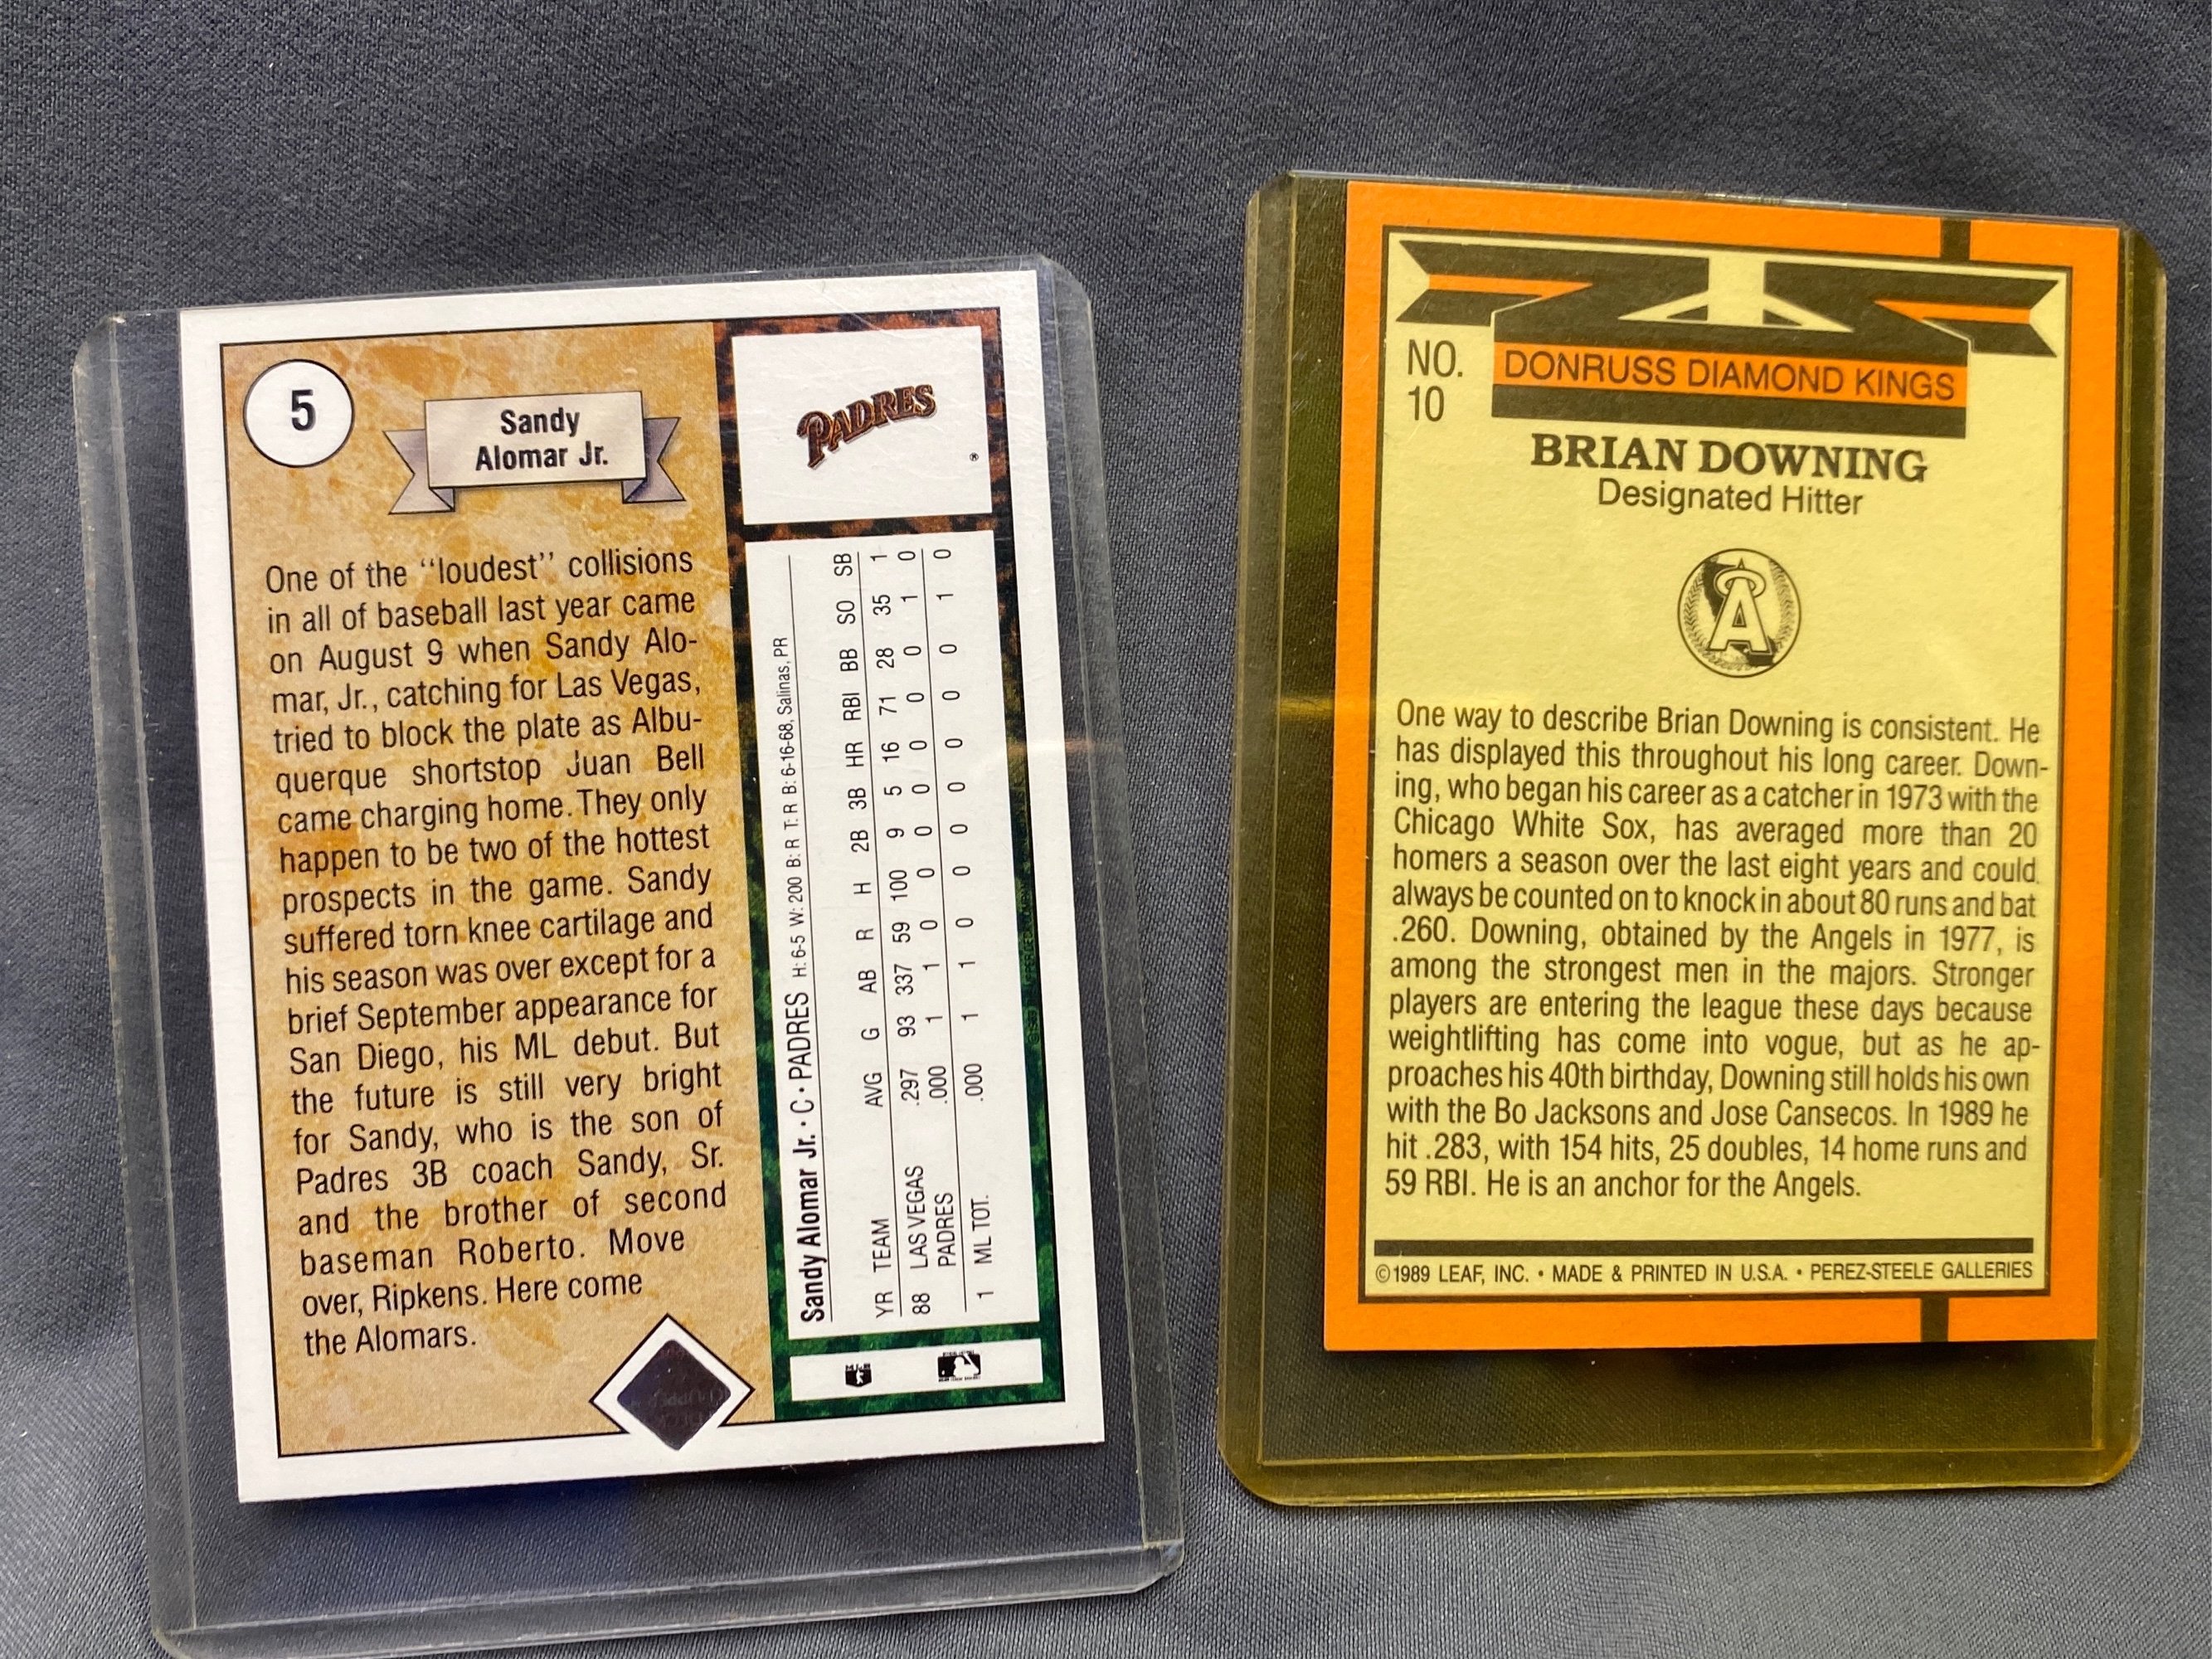 5
Sandy
Alomar Jr.
One of the ‘‘loudest’’ collisions
in all of baseball last year came
on August 9 when Sandy Alo-
mar, Jr., catching for Las Vegas,
tried to block the plate as Albu-
querque shortstop Juan Bell
came charging home. They only
happen to be two of the hottest
prospects in the game. Sandy
suffered torn knee cartilage and
his season was over except for a
brief September appearance for
San Diego, his ML debut. But
the future is still very bright
for Sandy, who is the son of
Padres 3B coach Sandy, Sr.
and the brother of second
baseman Roberto. Move
over, Ripkens. Here come
the Alomars.
PADRES
®
Sandy Alomar Jr. • C • PADRES H: 6-5 W: 200 B: R T: R B: 6-16-68, Salinas, PR
YR TEAM AVG G AB R H 2B 3B HR RBI BB SO SB
88 LAS VEGAS .297 93 337 59 100 9 5 16 71 28 35 1
PADRES .000 1 1 0 0 0 0 0 0 0 1 0
1 ML TOT. .000 1 1 0 0 0 0 0 0 0 1 0
NO.
10
DONRUSS DIAMOND KINGS
BRIAN DOWNING
Designated Hitter
A
One way to describe Brian Downing is consistent. He
has displayed this throughout his long career. Down-
ing, who began his career as a catcher in 1973 with the
Chicago White Sox, has averaged more than 20
homers a season over the last eight years and could
always be counted on to knock in about 80 runs and bat
.260. Downing, obtained by the Angels in 1977, is
among the strongest men in the majors. Stronger
players are entering the league these days because
weightlifting has come into vogue, but as he ap-
proaches his 40th birthday, Downing still holds his own
with the Bo Jacksons and Jose Cansecos. In 1989 he
hit .283, with 154 hits, 25 doubles, 14 home runs and
59 RBI. He is an anchor for the Angels.
©1989 LEAF, INC. • MADE & PRINTED IN U.S.A. • PEREZ-STEELE GALLERIES